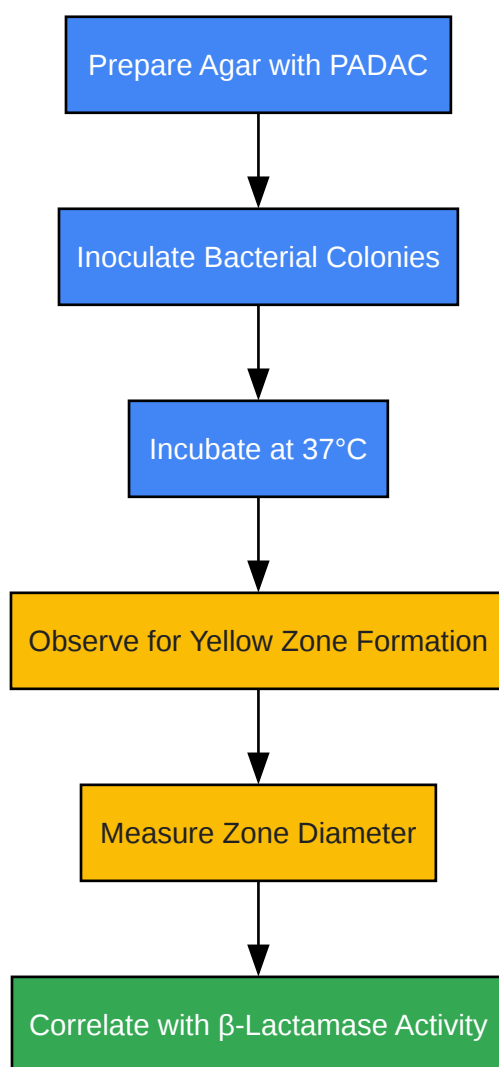 Prepare Agar with PADAC
Inoculate Bacterial Colonies
Incubate at 37°C
Observe for Yellow Zone Formation
Measure Zone Diameter
Correlate with β-Lactamase Activity